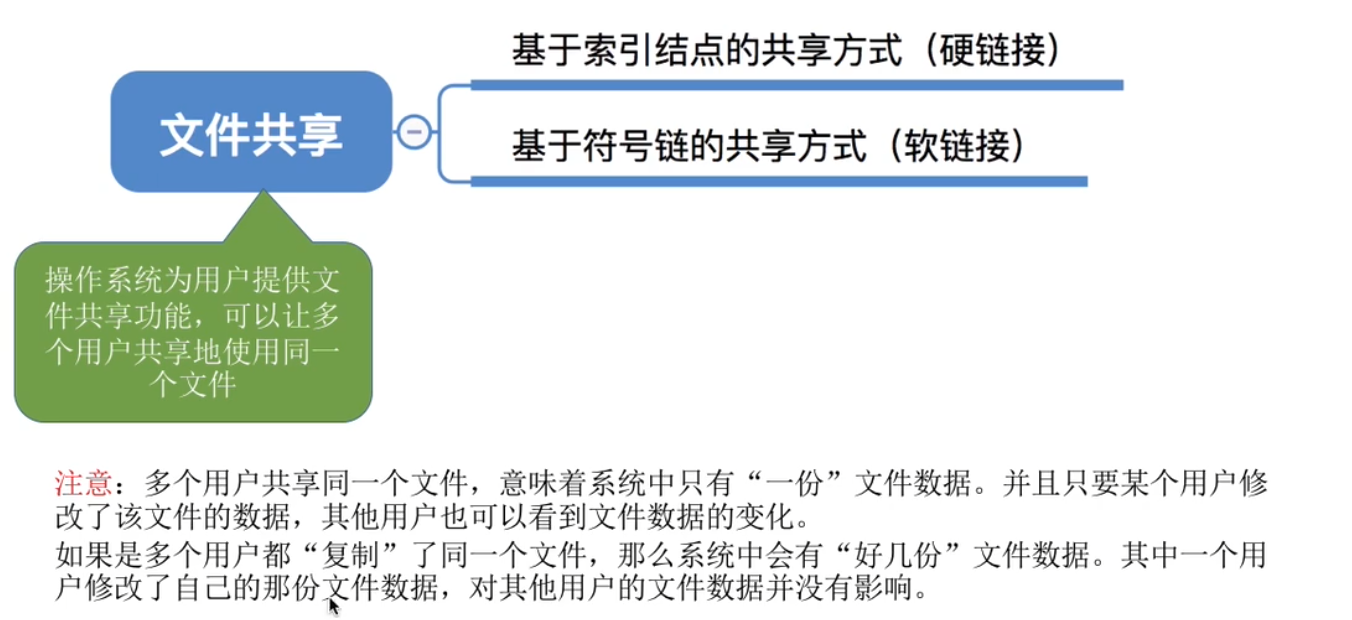 基于索引结点的共享方式（硬链接）
文件共享
基于符号链的共享方式（软链接）
操作系统为用户提供文
件共享功能，可以让多
个用户共享地使用同一
个文件
注意：多个用户共享同一个文件，意味着系统中只有“一份”文件数据。并且只要某个用户修
改了该文件的数据，其他用户也可以看到文件数据的变化。
如果是多个用户都“复制”了同一个文件，那么系统中会有“好几份”文件数据。其中一个用
户修改了自己的那份文件数据，对其他用户的文件数据并没有影响。